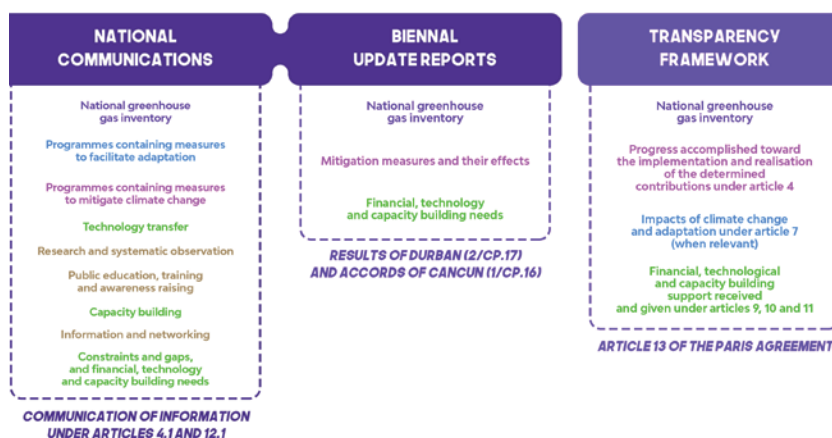 NATIONAL
COMMUNICATIONS
National greenhouse
gas inventory
Programmes containing measures
to facilitate adaptation
Programmes containing measures
to mitigate climate change
Technology transfer
Research and systematic observation
Public education, training
and awareness raising
Capacity building
Information and networking
Constraints and gaps,
and financial, technology
and capacity building needs
COMMUNICATION OF INFORMATION
UNDER ARTICLES 4.1 AND 12.1
BIENNAL
UPDATE REPORTS
National greenhouse
gas inventory
Mitigation measures and their effects
Financial, technology
and capacity building needs
RESULTS OF DURBAN (2/CP.17)
AND ACCORDS OF CANCUN (1/CP.16)
TRANSPARENCY
FRAMEWORK
National greenhouse
gas inventory
Progress accomplished toward
the implementation and realisation
of the determined
contributions under article 4
Impacts of climate change
and adaptation under article 7
(when relevant)
Financial, technological
and capacity building
support received
and given under articles 9, 10 and 11
ARTICLE 13 OF THE PARIS AGREEMENT